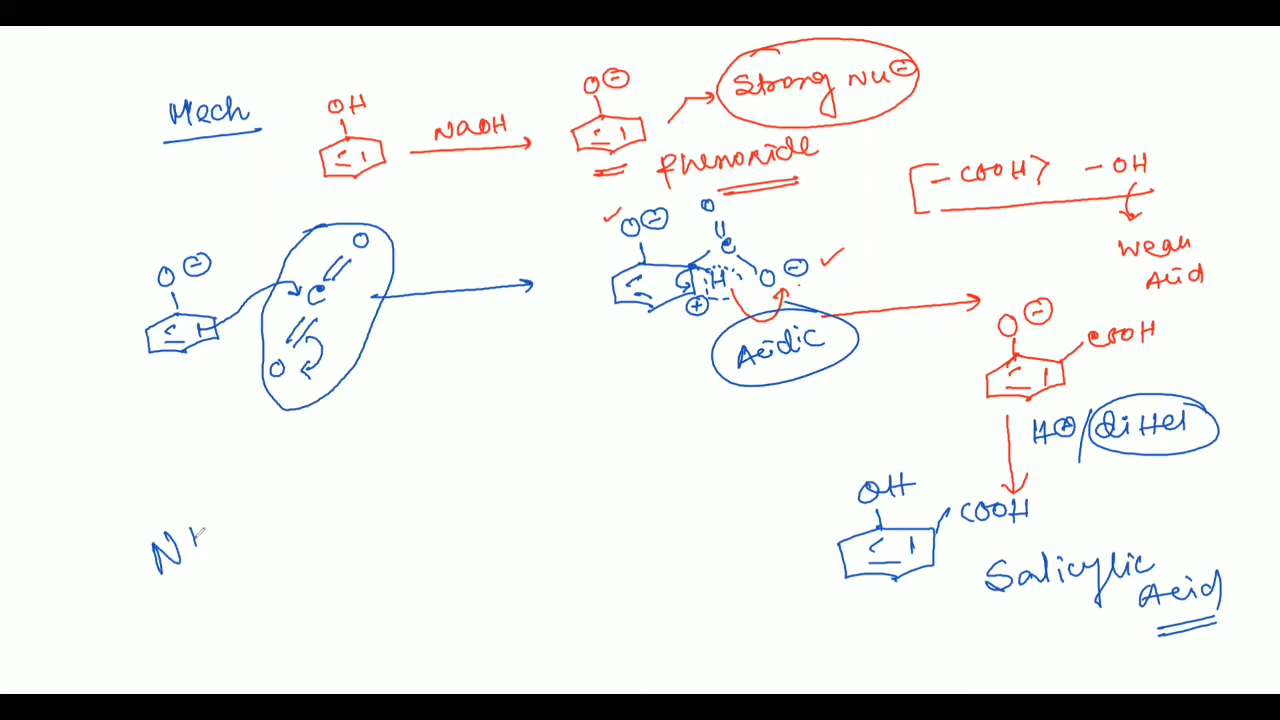 Mech
OH
NaOH
O⊖
Strong Nu⊖
Phenoxide
-COOH > -OH
Weak
Acid
O⊖
H
O
C
O
O⊖
O
C
H
O⊖
⊕
Acidic
O⊖
COOH
H⊕/dil HCl
OH
COOH
Salicylic
Acid
N